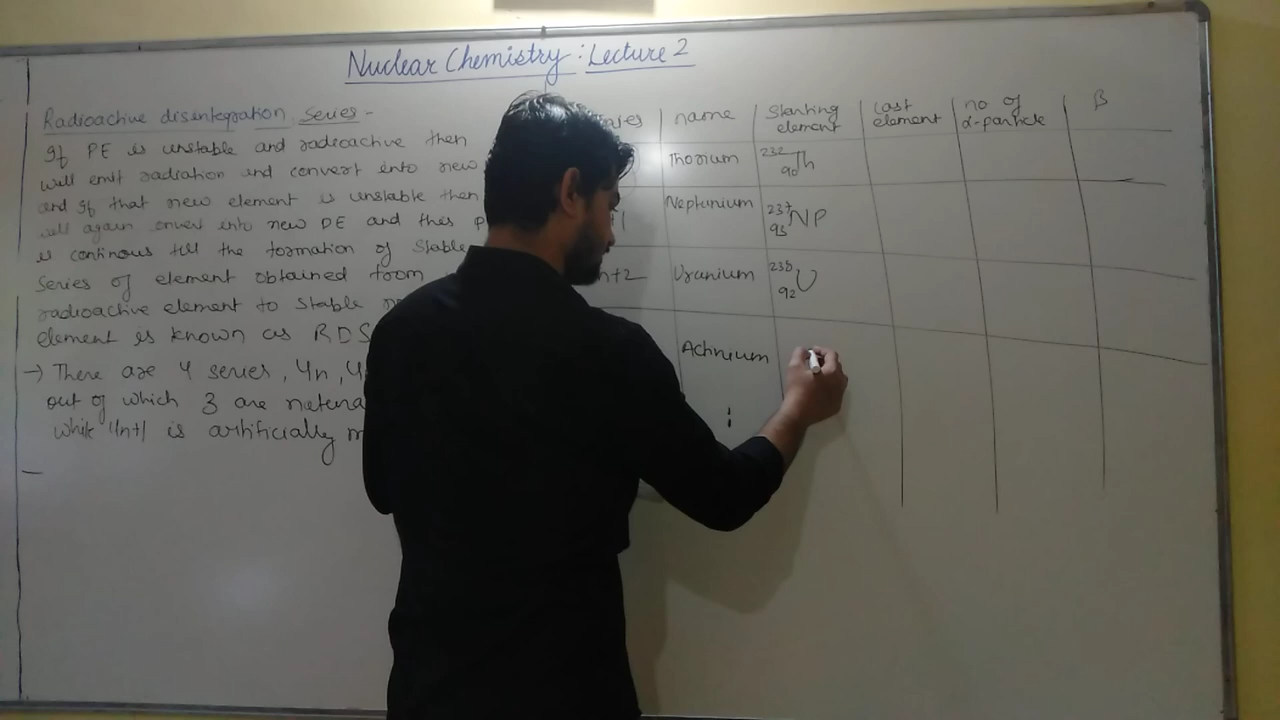 Nuclear Chemistry : Lecture 2
Radioactive disintegration Series -
If PE is unstable and radioactive then
will emit radiation and convert into new
and if that new element is unstable then
will again convert into new PE and this p
is continous till the formation of Stable
Series of element obtained from
radioactive element to stable
element is known as RDS
→ There are 4 series, 4n, 4
out of which 3 are natural
while 4n+1 is artificially m
name Starting element Last element no of α-particle β
Thorium 232 90 Th
Neptunium 237 93 NP
n+2 Uranium 238 92 U
Actinium